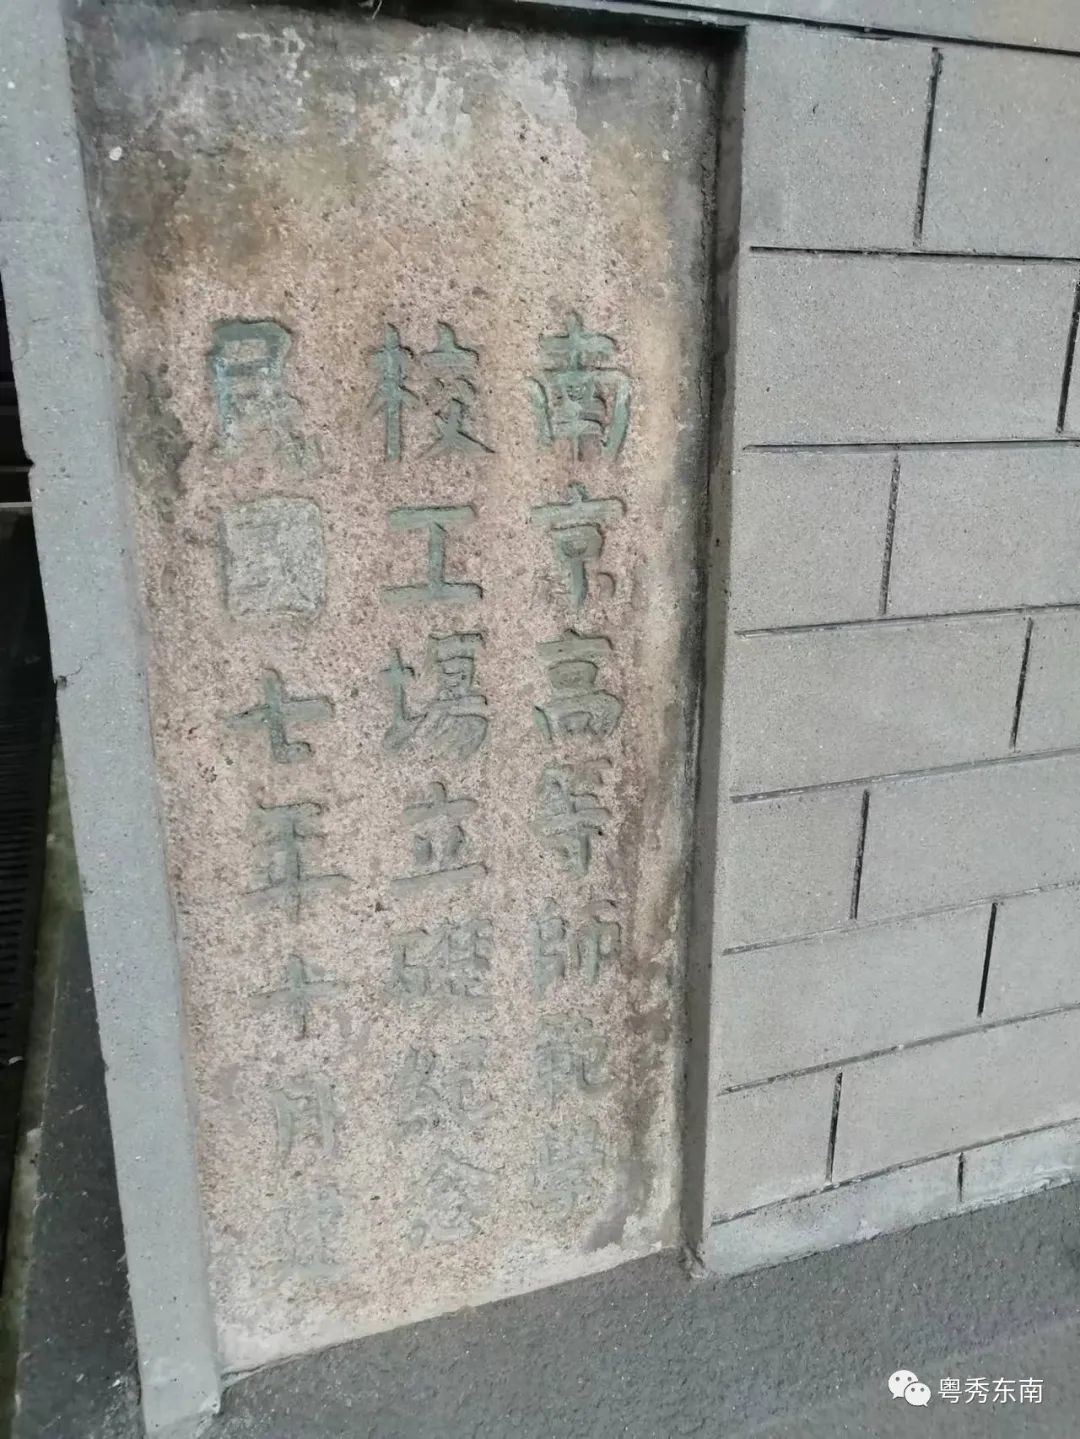 南京高等師範學
校工場立礎紀念
民國七年十月建
粤秀东南